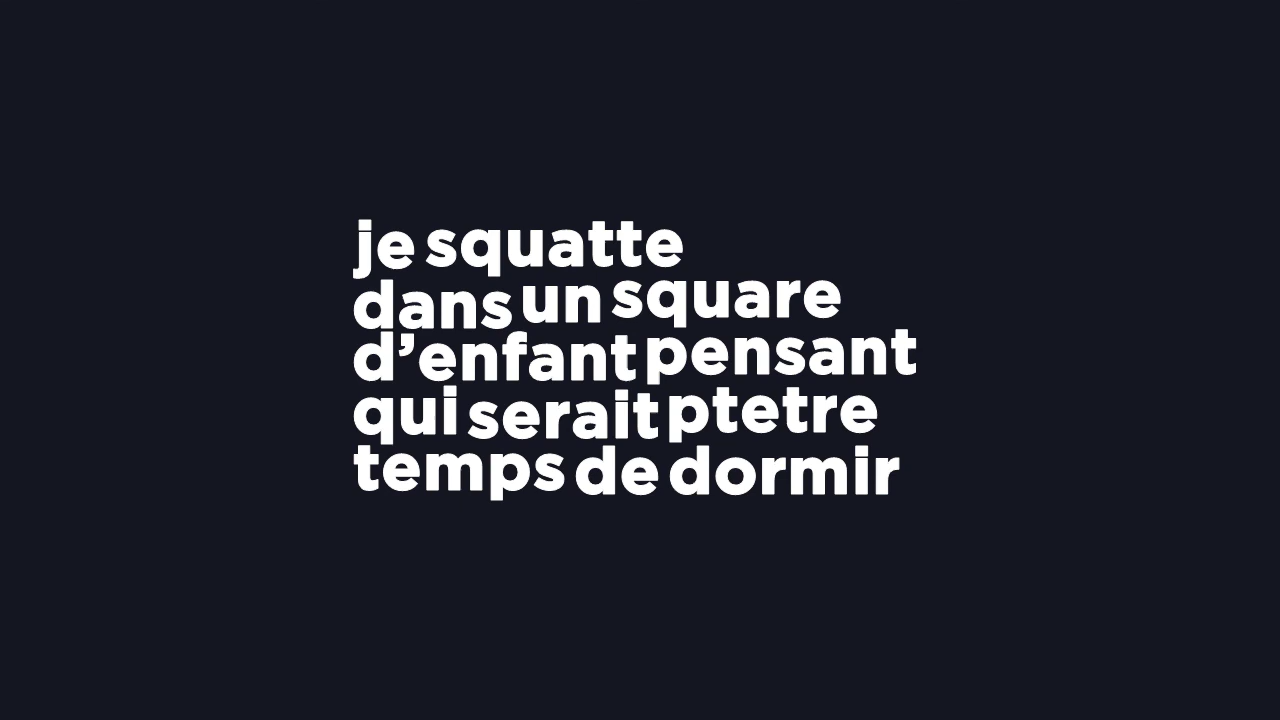 je squatte
dans un square
d’enfant pensant
qui serait ptetre
temps de dormir